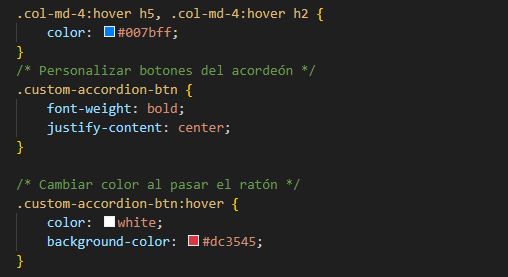 .col-md-4:hover h5, .col-md-4:hover h2 {
    color: #007bff;
}
/* Personalizar botones del acordeón */
.custom-accordion-btn {
    font-weight: bold;
    justify-content: center;
}

/* Cambiar color al pasar el ratón */
.custom-accordion-btn:hover {
    color: white;
    background-color: #dc3545;
}